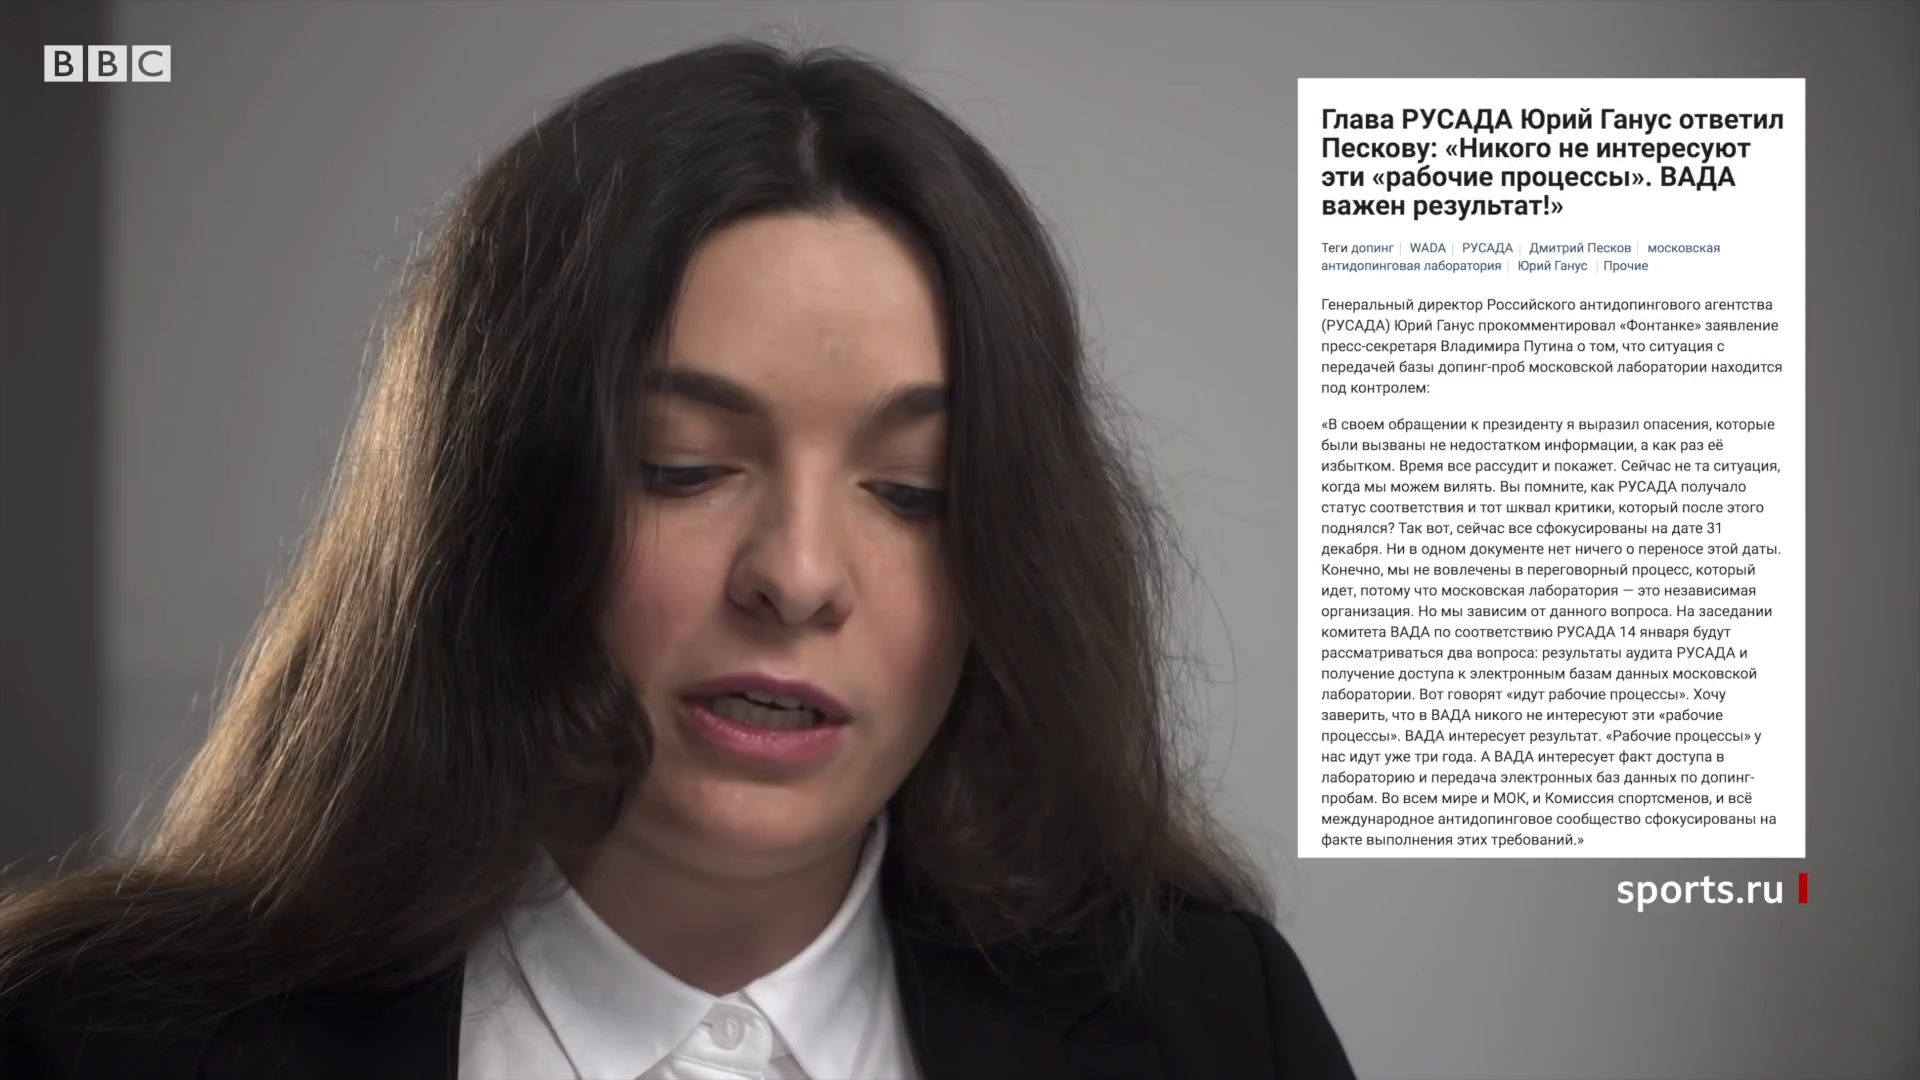 BBC
Глава РУСАДА Юрий Ганус ответил
Пескову: «Никого не интересуют
эти «рабочие процессы». ВАДА
важен результат!»
Теги допинг | WADA | РУСАДА | Дмитрий Песков | московская
антидопинговая лаборатория | Юрий Ганус | Прочие
Генеральный директор Российского антидопингового агентства
(РУСАДА) Юрий Ганус прокомментировал «Фонтанке» заявление
пресс-секретаря Владимира Путина о том, что ситуация с
передачей базы допинг-проб московской лаборатории находится
под контролем:
«В своем обращении к президенту я выразил опасения, которые
были вызваны не недостатком информации, а как раз её
избытком. Время все рассудит и покажет. Сейчас не та ситуация,
когда мы можем вилять. Вы помните, как РУСАДА получало
статус соответствия и тот шквал критики, который после этого
поднялся? Так вот, сейчас все сфокусированы на дате 31
декабря. Ни в одном документе нет ничего о переносе этой даты.
Конечно, мы не вовлечены в переговорный процесс, который
идет, потому что московская лаборатория — это независимая
организация. Но мы зависим от данного вопроса. На заседании
комитета ВАДА по соответствию РУСАДА 14 января будут
рассматриваться два вопроса: результаты аудита РУСАДА и
получение доступа к электронным базам данных московской
лаборатории. Вот говорят «идут рабочие процессы». Хочу
заверить, что в ВАДА никого не интересуют эти «рабочие
процессы». ВАДА интересует результат. «Рабочие процессы» у
нас идут уже три года. А ВАДА интересует факт доступа в
лабораторию и передача электронных баз данных по допинг-
пробам. Во всем мире и МОК, и Комиссия спортсменов, и всё
международное антидопинговое сообщество сфокусированы на
факте выполнения этих требований.»
sports.ru